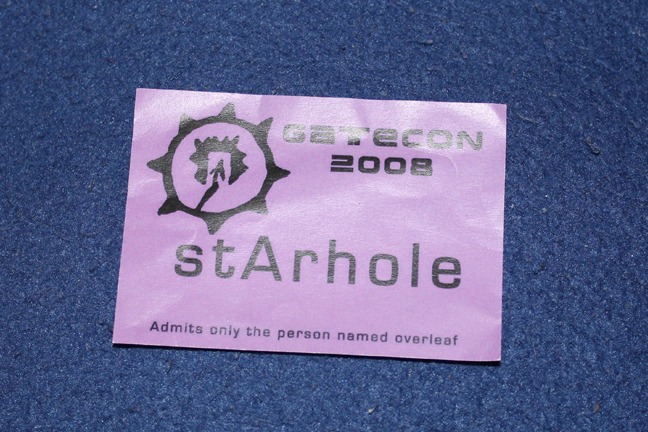 GATECON
2008
stArhole
Admits only the person named overleaf